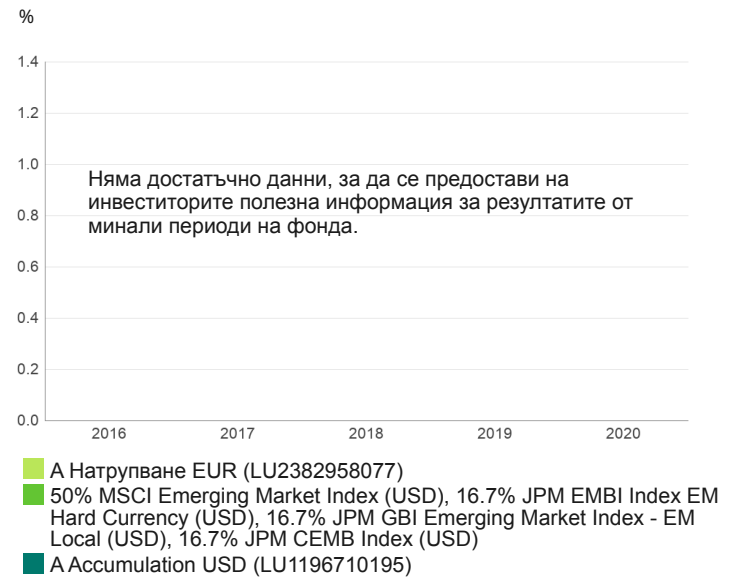 %
1.4
1.2
1.0
Няма достатъчно данни, за да се предостави на
инвеститорите полезна информация за резултатите от
0.8
минали периоди на фонда.
0.6
0.4
0.2
0.0
2016 2017 2018 2019 2020
А Натрупване EUR (LU2382958077)
50% MSCI Emerging Market Index (USD), 16.7% JPM EMBI Index EM
Hard Currency (USD), 16.7% JPM GBI Emerging Market Index - EM
Local (USD), 16.7% JPM CEMB Index (USD)
A Accumulation USD (LU1196710195)